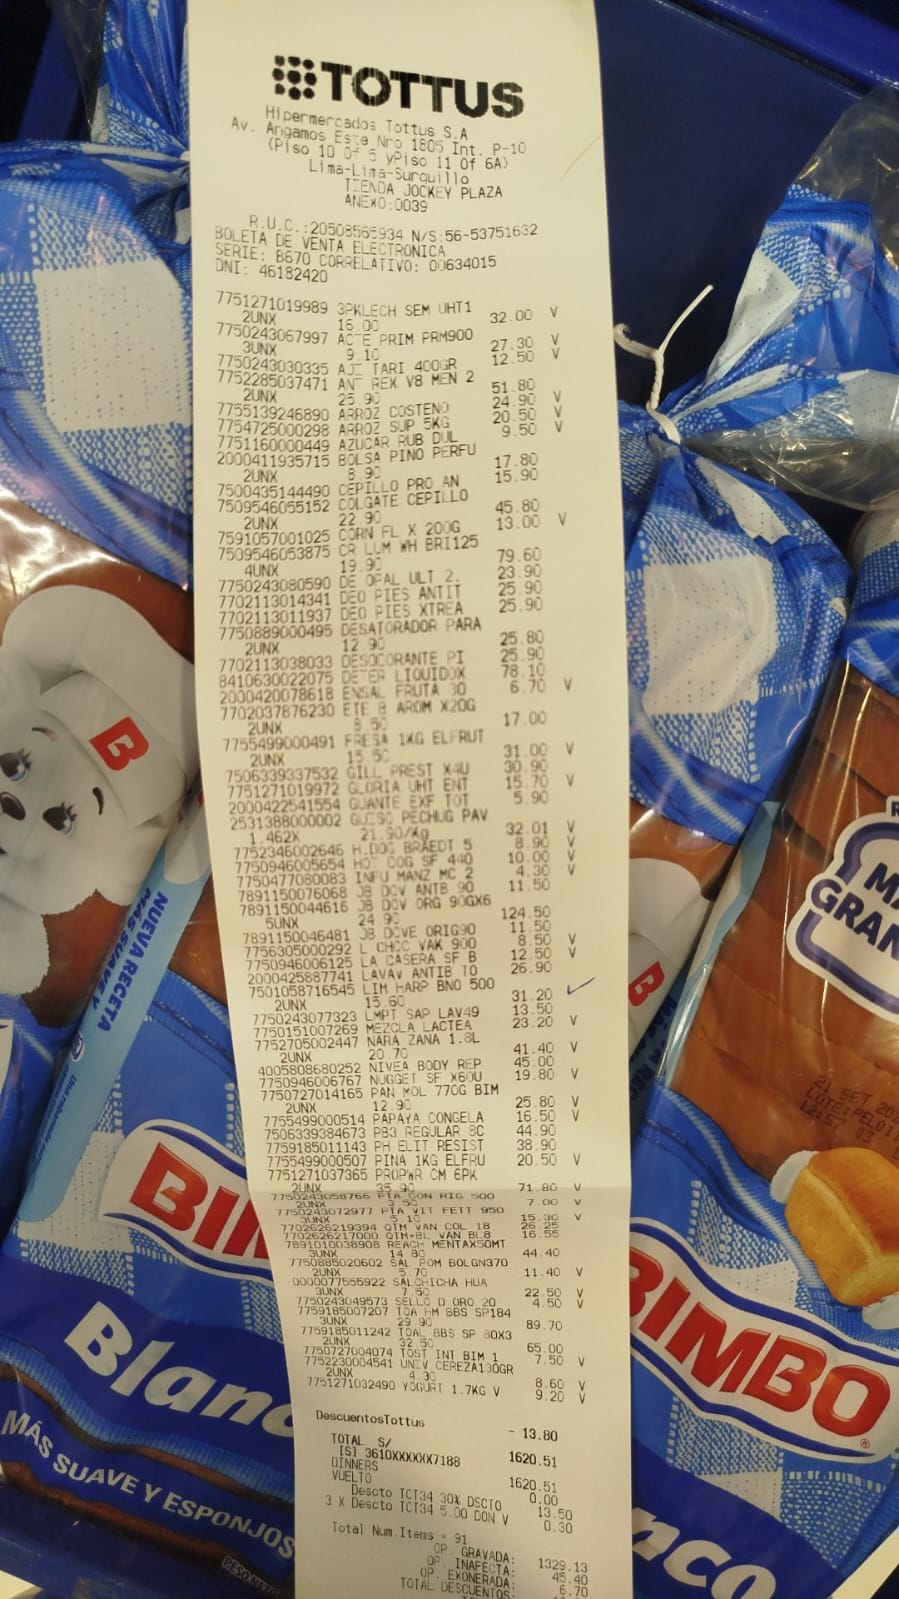 TOTTUS
Hipermercados Tottus S.A
Av. Angamos Este Nro 1805 Int. P-10
(Piso 10 Of 5 yPiso 11 Of 6A)
Lima-Lima-Surquillo
TIENDA JOCKEY PLAZA
ANEXO:0039
R.U.C.:20508565934 N/S:56-53751632
BOLETA DE VENTA ELECTRONICA
SERIE: B670 CORRELATIVO: 00634015
DNI: 46182420
7751271019989 3PKLECH SEM UHT1
2UNX 16.00 32.00 V
7750243067997 ACTE PRIM PRM900
3UNX 9.10 27.30 V
7750243030335 AJI TARI 400GR 12.50 V
7752285037471 ANT REX V8 MEN 2
2UNX 25.90 51.80
7755139246890 ARROZ COSTENO 24.90 V
7754725000298 ARROZ SUP 5KG 20.50 V
7751160000449 AZUCAR RUB DUL 9.50 V
2000411935715 BOLSA PINO PERFU
2UNX 8.90 17.80
7500435144490 CEPILLO PRO AN 15.90
7509546055152 COLGATE CEPILLO
2UNX 22.90 45.80
7591057001025 CORN FL X 200G 13.00 V
7509546053875 CR LUM WH BRI125
4UNX 19.90 79.60
7750243080590 DE OPAL ULT 2. 23.90
7702113014341 DEO PIES ANTIT 25.90
7702113011937 DEO PIES XTREA 25.90
7750889000495 DESATORADOR PARA
2UNX 12.90 25.80
7702113038033 DESODORANTE PI 25.90
8410630022075 DETER LIQUIDOX 78.10
2000420078618 ENSAL FRUTA 30 6.70 V
7702037876230 ETE B AROM X20G
2UNX 8.50 17.00
7755499000491 FRESA 1KG ELFRUT
2UNX 15.50 31.00 V
7506339337532 GILL PREST X4U 30.90
7751271019972 GLORIA UHT ENT 15.70 V
2000422541554 GUANTE EXF TOT 5.90
2531388000002 GUISO PECHUG PAV
1.462X 21.90/Kg 32.01 V
7752346002646 H.DOG BRAEDT 5 8.90 V
7750946005654 HOT DOG SF 440 10.00 V
7750477080083 INFU MANZ MC 2 4.30 V
7891150076068 JB DOV ANTB 90 11.50
7891150044616 JB DOV ORG 90GX6
5UNX 24.90 124.50
7891150046481 JB DOVE ORIG90 11.50
7756305000292 L CHOC VAK 900 8.50 V
7750946006125 LA CASERA SF B 12.50 V
2000425887741 LAVAV ANTIB TO 26.90
7501058716545 LIM HARP BNO 500
2UNX 15.60 31.20
7750243077323 LMPT SAP LAV49 13.50
7750151007269 MEZCLA LACTEA 23.20 V
7752705002447 NARA ZANA 1.8L
2UNX 20.70 41.40 V
4005808680252 NIVEA BODY REP 45.00
7750946006767 NUGGET SF X60U 19.80 V
7750727014165 PAN MOL 770G BIM
2UNX 12.90 25.80 V
7755499000514 PAPAYA CONGELA 16.50 V
7506339384673 PB3 REGULAR 8C 44.90
7759185011143 PH ELIT RESIST 38.90
7755499000507 PINA 1KG ELFRU 20.50 V
7751271037365 PROPWR CM 6PK
2UNX 35.90 71.80 V
7750243058766 PTA CON RIG 500
2UNX 3.50 7.00 V
7750243072977 PTA VIT FETT 950
3UNX 5.10 15.30 V
7702626219394 QTM VAN COL 18 26.25
7702626217000 QTM-BL VAN BL8 16.55
7891010038908 REACH MENTAX50MT
3UNX 14.80 44.40
7750885020602 SAL POM BOLGN370
2UNX 5.70 11.40 V
0000077555922 SALCHICHA HUA
3UNX 7.50 22.50 V
7750243049573 SELLO D ORO 20 4.50 V
7759185007207 TOA HM BBS SP184
3UNX 29.90 89.70
7759185011242 TOAL BBS SP 80X3
2UNX 32.50 65.00
7750727004074 TOST INT BIM 1 7.50 V
7752230004541 UNIV CEREZA130GR
2UNX 4.30 8.60 V
7751271032490 YOGURT 1.7KG V 9.20 V
DescuentosTottus - 13.80
TOTAL S/ 1620.51
[S] 3610XXXXXX7188
DINNERS 1620.51
VUELTO 0.00
Descto TCT34 30% DSCTO 13.50
3 X Descto TCT34 5.00 DON V 0.30
Total Num.Items = 91
OP. GRAVADA: 1329.13
OP. INAFECTA: 45.40
OP. EXONERADA: 6.70
TOTAL DESCUENTOS:
B
NUEVA RECETA
MÁS SUAVE Y
BIMBO
Blanco
MÁS SUAVE Y ESPONJOS
PESO NETO
B
MA
GRAN
21 SET 20
LOTE:PEL011
12:5 03
BIMBO
nco